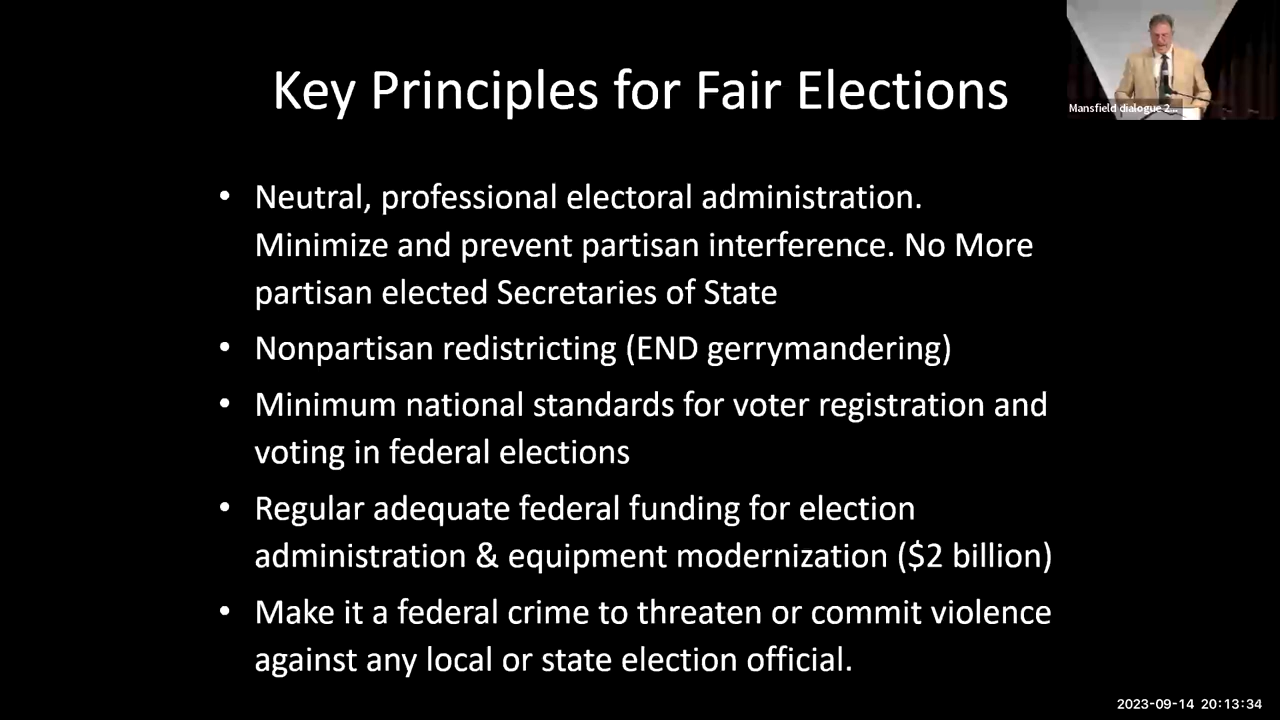 Key Principles for Fair Elections
Mansfield dialogue 2...
• Neutral, professional electoral administration.
Minimize and prevent partisan interference. No More
partisan elected Secretaries of State
• Nonpartisan redistricting (END gerrymandering)
• Minimum national standards for voter registration and
voting in federal elections
• Regular adequate federal funding for election
administration & equipment modernization ($2 billion)
• Make it a federal crime to threaten or commit violence
against any local or state election official.
2023-09-14 20:13:34